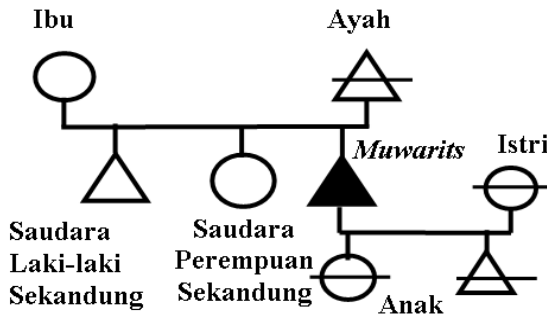 Ibu
Ayah
Muwarits
Istri
Saudara
Laki-laki
Sekandung
Saudara
Perempuan
Sekandung
Anak